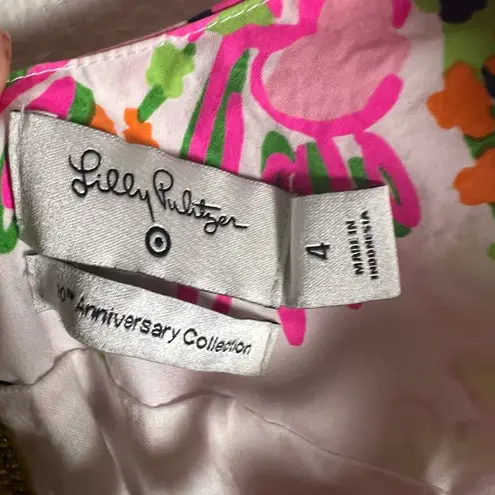 Lilly Pulitzer
4
MADE IN
INDONESIA
Anniversary Collection